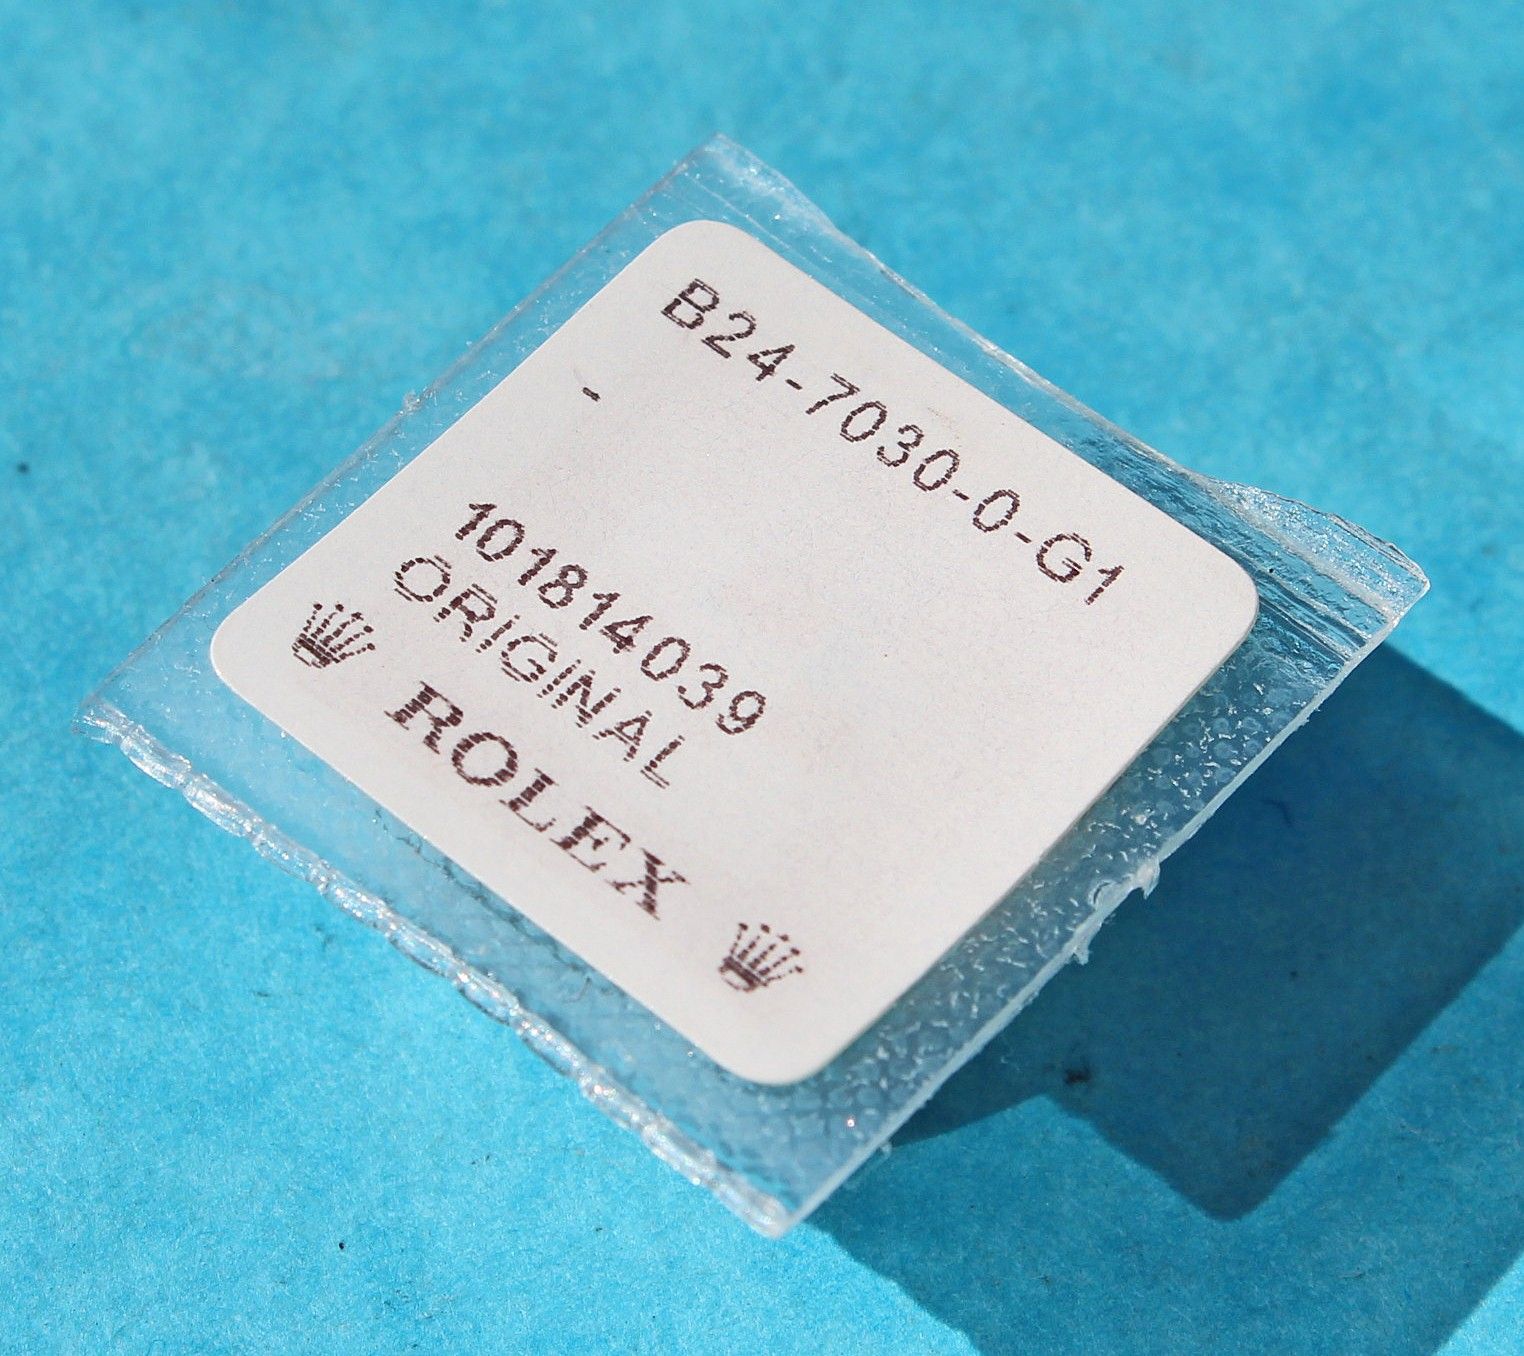 B24-7030-0-G1
-
101814039
ORIGINAL
ROLEX